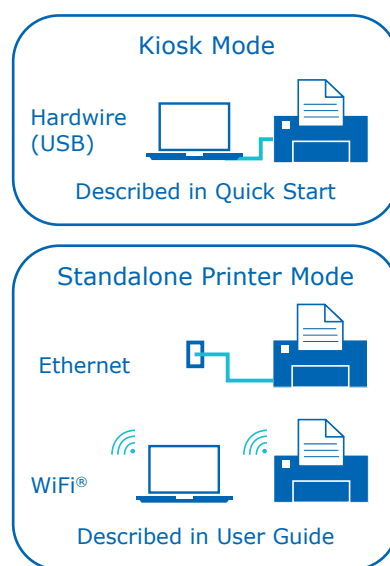 Kiosk Mode
Hardwire
(USB)
Described in Quick Start
Standalone Printer Mode
Ethernet
WiFi®
Described in User Guide